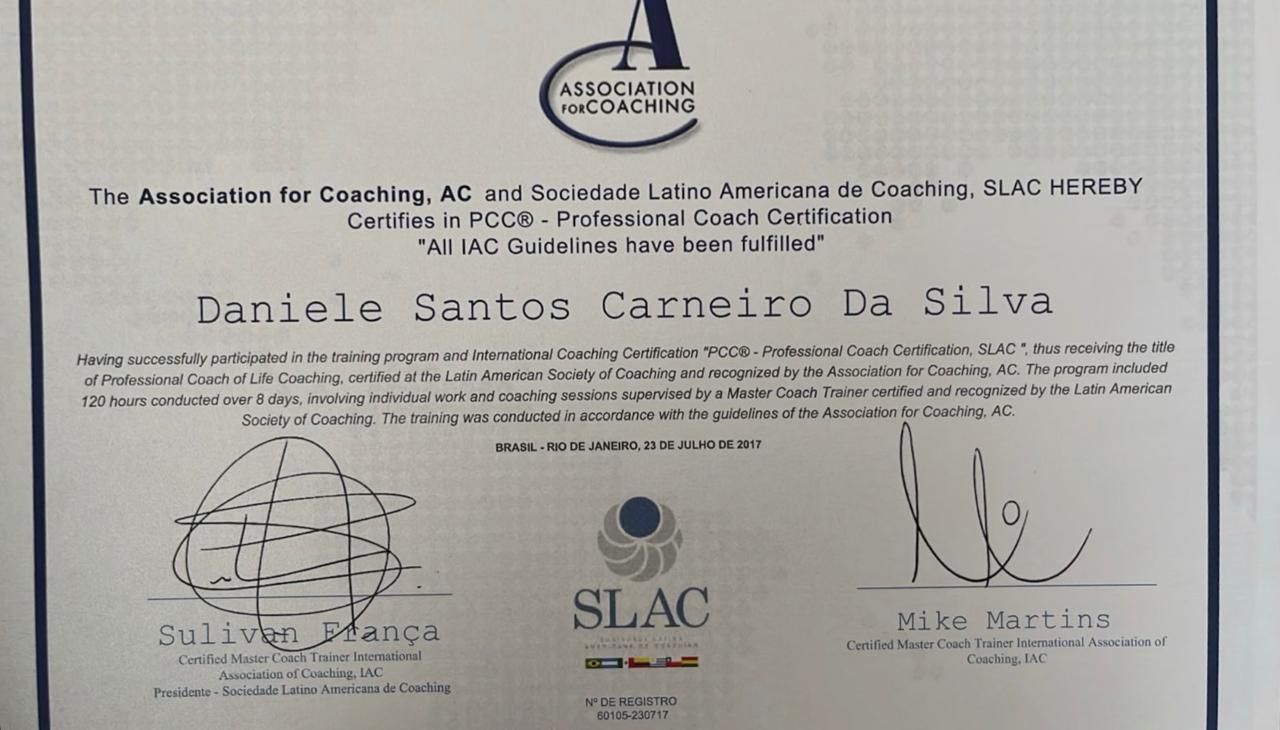 ASSOCIATION
FORCOACHING
The Association for Coaching, AC and Sociedade Latino Americana de Coaching, SLAC HEREBY
Certifies in PCC® - Professional Coach Certification
"All IAC Guidelines have been fulfilled"
Daniele Santos Carneiro Da Silva
Having successfully participated in the training program and International Coaching Certification "PCC® - Professional Coach Certification, SLAC ", thus receiving the title
of Professional Coach of Life Coaching, certified at the Latin American Society of Coaching and recognized by the Association for Coaching, AC. The program included
120 hours conducted over 8 days, involving individual work and coaching sessions supervised by a Master Coach Trainer certified and recognized by the Latin American
Society of Coaching. The training was conducted in accordance with the guidelines of the Association for Coaching, AC.
BRASIL - RIO DE JANEIRO, 23 DE JULHO DE 2017
Sulivan França
Certified Master Coach Trainer International
Association of Coaching, IAC
Presidente - Sociedade Latino Americana de Coaching
SLAC
SOCIEDADE LATINO
AMERICANA DE COACHING
Nº DE REGISTRO
60105-230717
Mike Martins
Certified Master Coach Trainer International Association of
Coaching, IAC